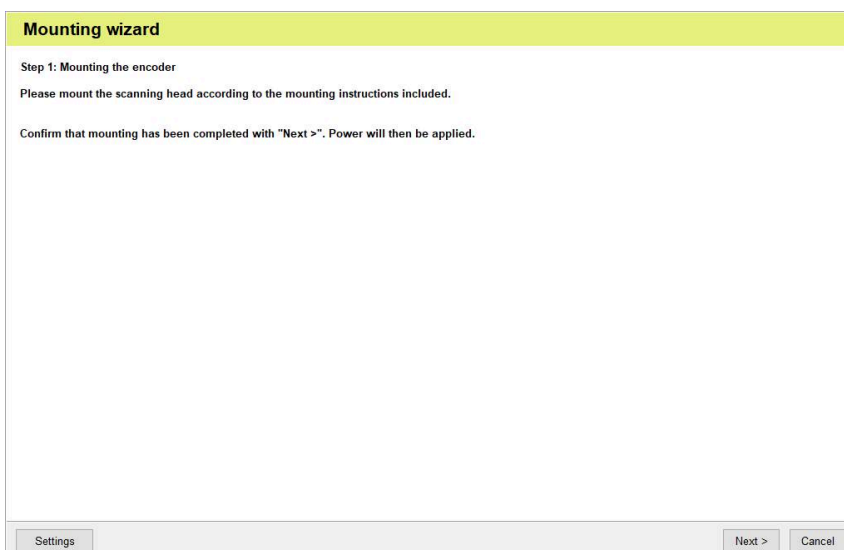 Mounting wizard
Step 1: Mounting the encoder
Please mount the scanning head according to the mounting instructions included.
Confirm that mounting has been completed with "Next >". Power will then be applied.
Settings
Next >
Cancel